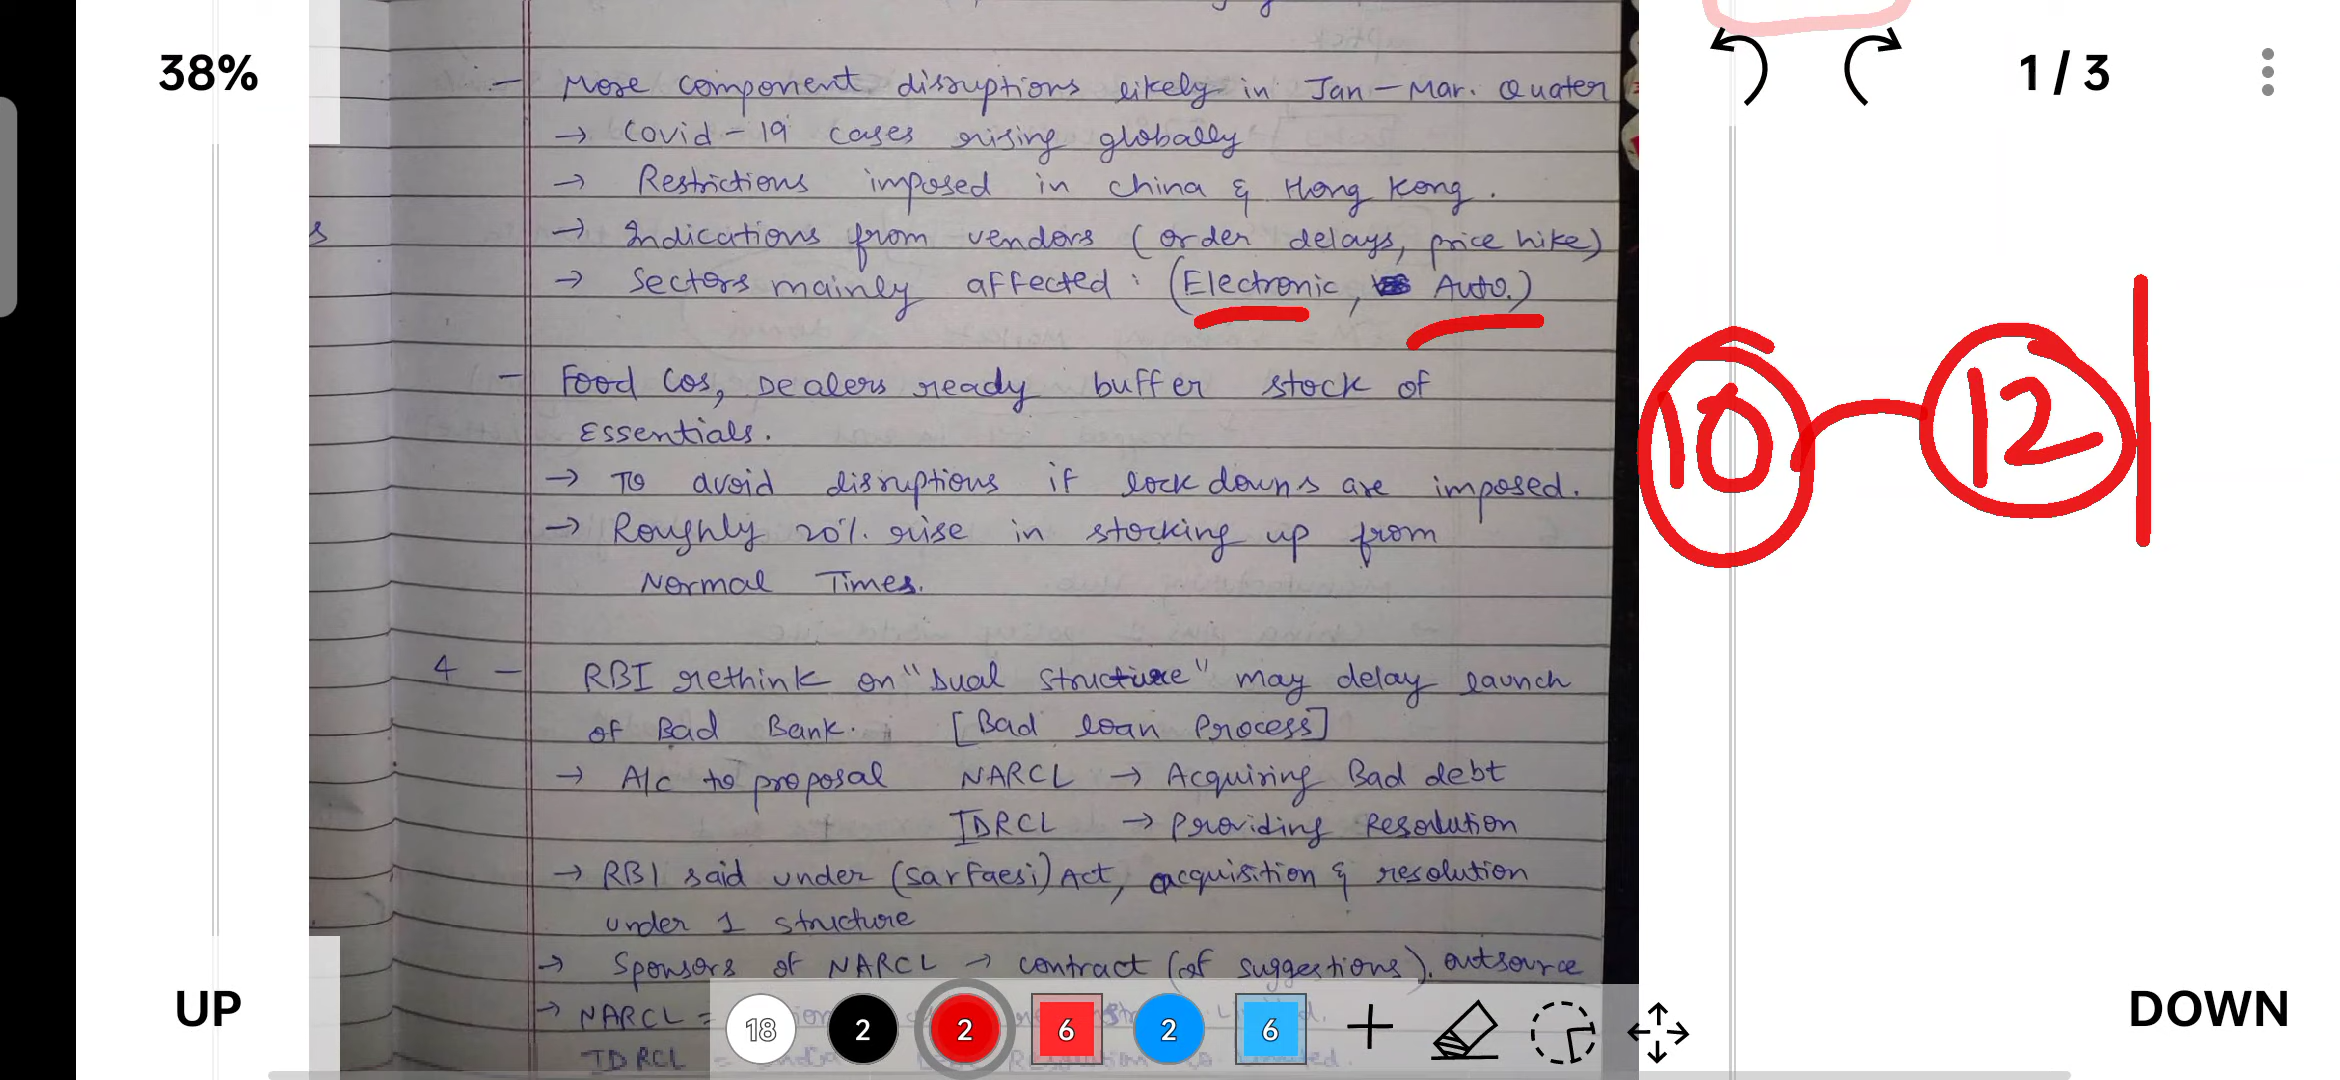 38%
1 / 3
- More component disruptions likely in Jan - Mar. Quater
→ Covid-19 cases rising globally
→ Restrictions imposed in china & Hong Kong.
s
→ Indications from vendors (order delays, price hike)
→ Sectors mainly affected : (Electronic, Auto.)
- Food Cos, Dealers ready buffer stock of
Essentials.
10 - 12
→ To avoid disruptions if lockdowns are imposed.
→ Roughly 20% rise in stocking up from
Normal Times.
4 - RBI rethink on "Dual Structure" may delay launch
of Bad Bank. [Bad loan Process]
→ A/c to proposal NARCL → Acquiring Bad debt
IDRCL → Providing Resolution
→ RBI said under (Sarfaesi) Act, acquisition & resolution
under 1 structure
→ Sponsors of NARCL → contract (of suggestions). outsource
→ NARCL =
IDRCL =
UP
18 2 2 6 2 6
DOWN